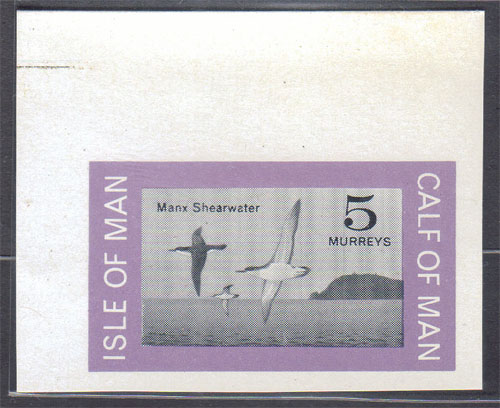 ISLE OF MAN
Manx Shearwater
5
MURREYS
CALF OF MAN